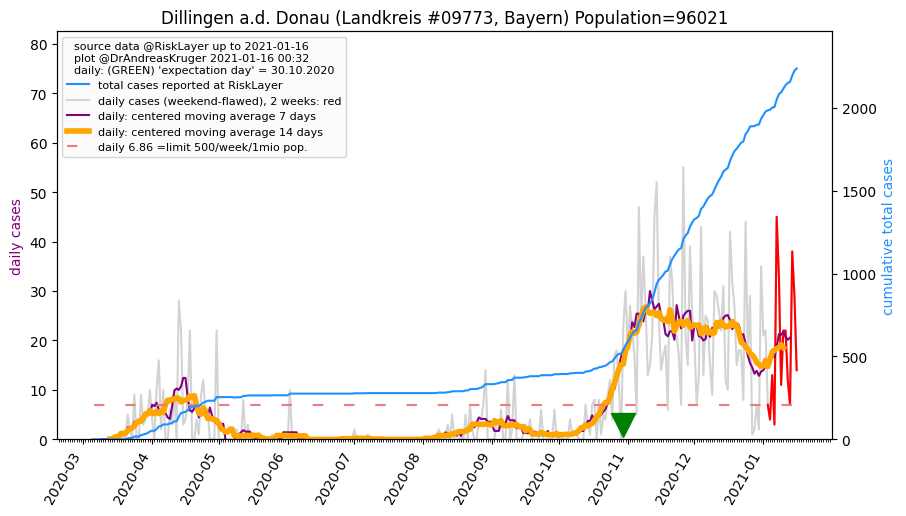 Dillingen a.d. Donau (Landkreis #09773, Bayern) Population=96021
source data @RiskLayer up to 2021-01-16
plot @DrAndreasKruger 2021-01-16 00:32
daily: (GREEN) 'expectation day' = 30.10.2020
total cases reported at RiskLayer
daily cases (weekend-flawed), 2 weeks: red
daily: centered moving average 7 days
daily: centered moving average 14 days
daily 6.86 =limit 500/week/1mio pop.
daily cases
80
70
60
50
40
30
20
10
0
cumulative total cases
2000
1500
1000
500
0
2020-03
2020-04
2020-05
2020-06
2020-07
2020-08
2020-09
2020-10
2020-11
2020-12
2021-01